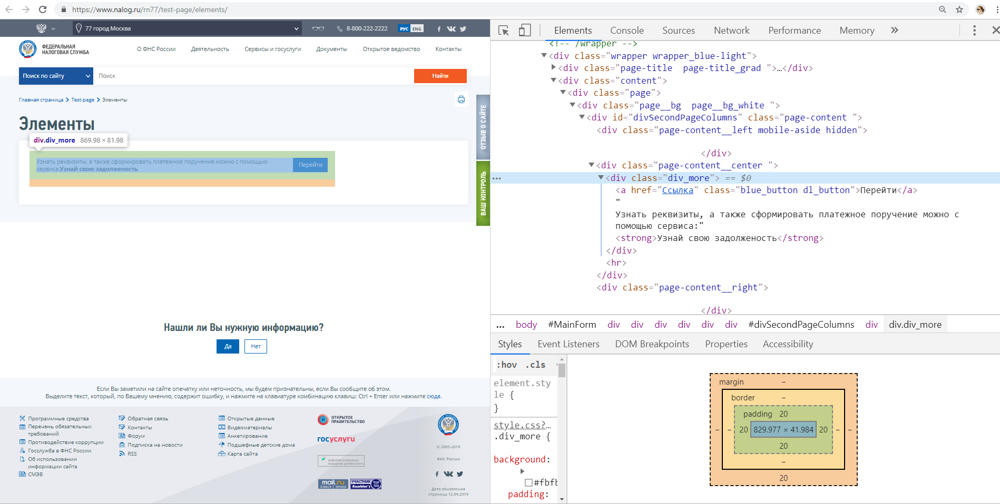 https://www.nalog.ru/rn77/test-page/elements/
77 город Москва
8-800-222-2222
РУС ENG
ФЕДЕРАЛЬНАЯ
НАЛОГОВАЯ СЛУЖБА
О ФНС России
Деятельность
Сервисы и госуслуги
Документы
Открытое ведомство
Контакты
Поиск по сайту
Поиск
Найти
Главная страница > Test-page > Элементы
Элементы
div.div_more 869.98 × 81.98
Узнать реквизиты, а также сформировать платежное поручение можно с помощью
сервиса:Узнай свою задолженость
Перейти
ОТЗЫВ О САЙТЕ
ВАШ КОНТРОЛЬ
Нашли ли Вы нужную информацию?
Да
Нет
Если Вы заметили на сайте опечатку или неточность, мы будем признательны, если Вы сообщите об этом.
Выделите текст, который, по Вашему мнению, содержит ошибку, и нажмите на клавиатуре комбинацию клавиш: Ctrl + Enter или нажмите сюда.
Программные средства
Перечень обязательных
требований
Противодействие коррупции
Госслужба в ФНС России
Об использовании
информации сайта
СМЭВ
Обратная связь
Контакты
Форум
Подписка на новости
RSS
Открытые данные
Видеоматериалы
Анкетирование
Подшефные детские дома
Карта сайта
ОТКРЫТОЕ
ПРАВИТЕЛЬСТВО
госуслуги
реформа контрольно-
надзорной деятельности
mail.ru
УЧАСТНИК
Rambler's
TOP
100
© 2005-2019
ФНС России
Дата обновления
страницы 12.09.2019
Elements
Console
Sources
Network
Performance
Memory
<!-- /wrapper -->
<div class="wrapper wrapper_blue-light">
<div class="page-title  page-title_grad ">…</div>
<div class="content">
<div class="page">
<div class="page__bg  page__bg_white ">
<div id="divSecondPageColumns" class="page-content ">
<div class="page-content__left mobile-aside hidden">
</div>
<div class="page-content__center ">
<div class="div_more"> == $0
<a href="Ссылка" class="blue_button dl_button">Перейти</a>
"
Узнать реквизиты, а также сформировать платежное поручение можно с
помощью сервиса:"
<strong>Узнай свою задолженость</strong>
</div>
<hr>
</div>
<div class="page-content__right">
</div>
... body #MainForm div div div div div div #divSecondPageColumns div div.div_more
Styles
Event Listeners
DOM Breakpoints
Properties
Accessibility
:hov .cls
element.sty
le {
}
style.css?…
.div_more {
background:
#fbfb
padding:
margin –
border –
padding 20
– – 20 829.977 × 41.984 20 – –
20
–
20